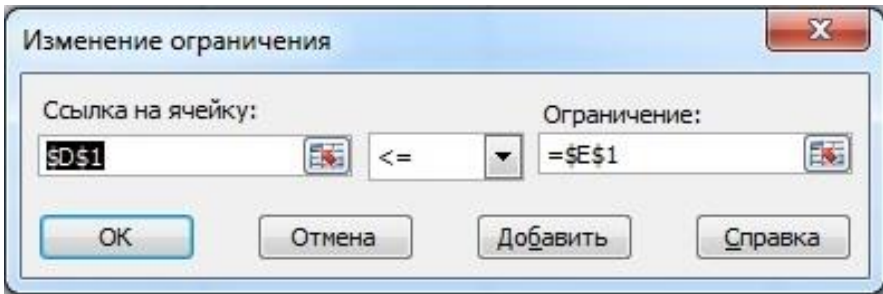 Изменение ограничения
Ссылка на ячейку: Ограничение:
$D$1 <= =$E$1
ОК Отмена Добавить Справка